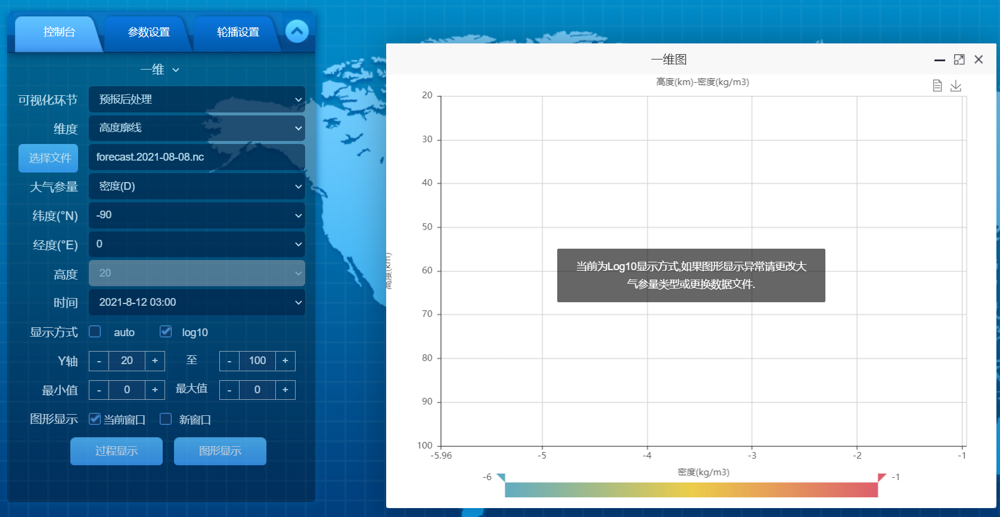 控制台
参数设置
轮播设置
一维
可视化环节 预报后处理
维度 高度廓线
选择文件 forecast.2021-08-08.nc
大气参量 密度(D)
纬度(°N) -90
经度(°E) 0
高度 20
时间 2021-8-12 03:00
显示方式 auto log10
Y轴 - 20 + 至 - 100 +
最小值 - 0 + 最大值 - 0 +
图形显示 当前窗口 新窗口
过程显示 图形显示
一维图
高度(km)-密度(kg/m3)
20
30
40
50
60
70
80
90
100
高度(km)
当前为Log10显示方式,如果图形显示异常请更改大
气参量类型或更换数据文件.
-5.96 -5 -4 -3 -2 -1
密度(kg/m3)
-6 -1